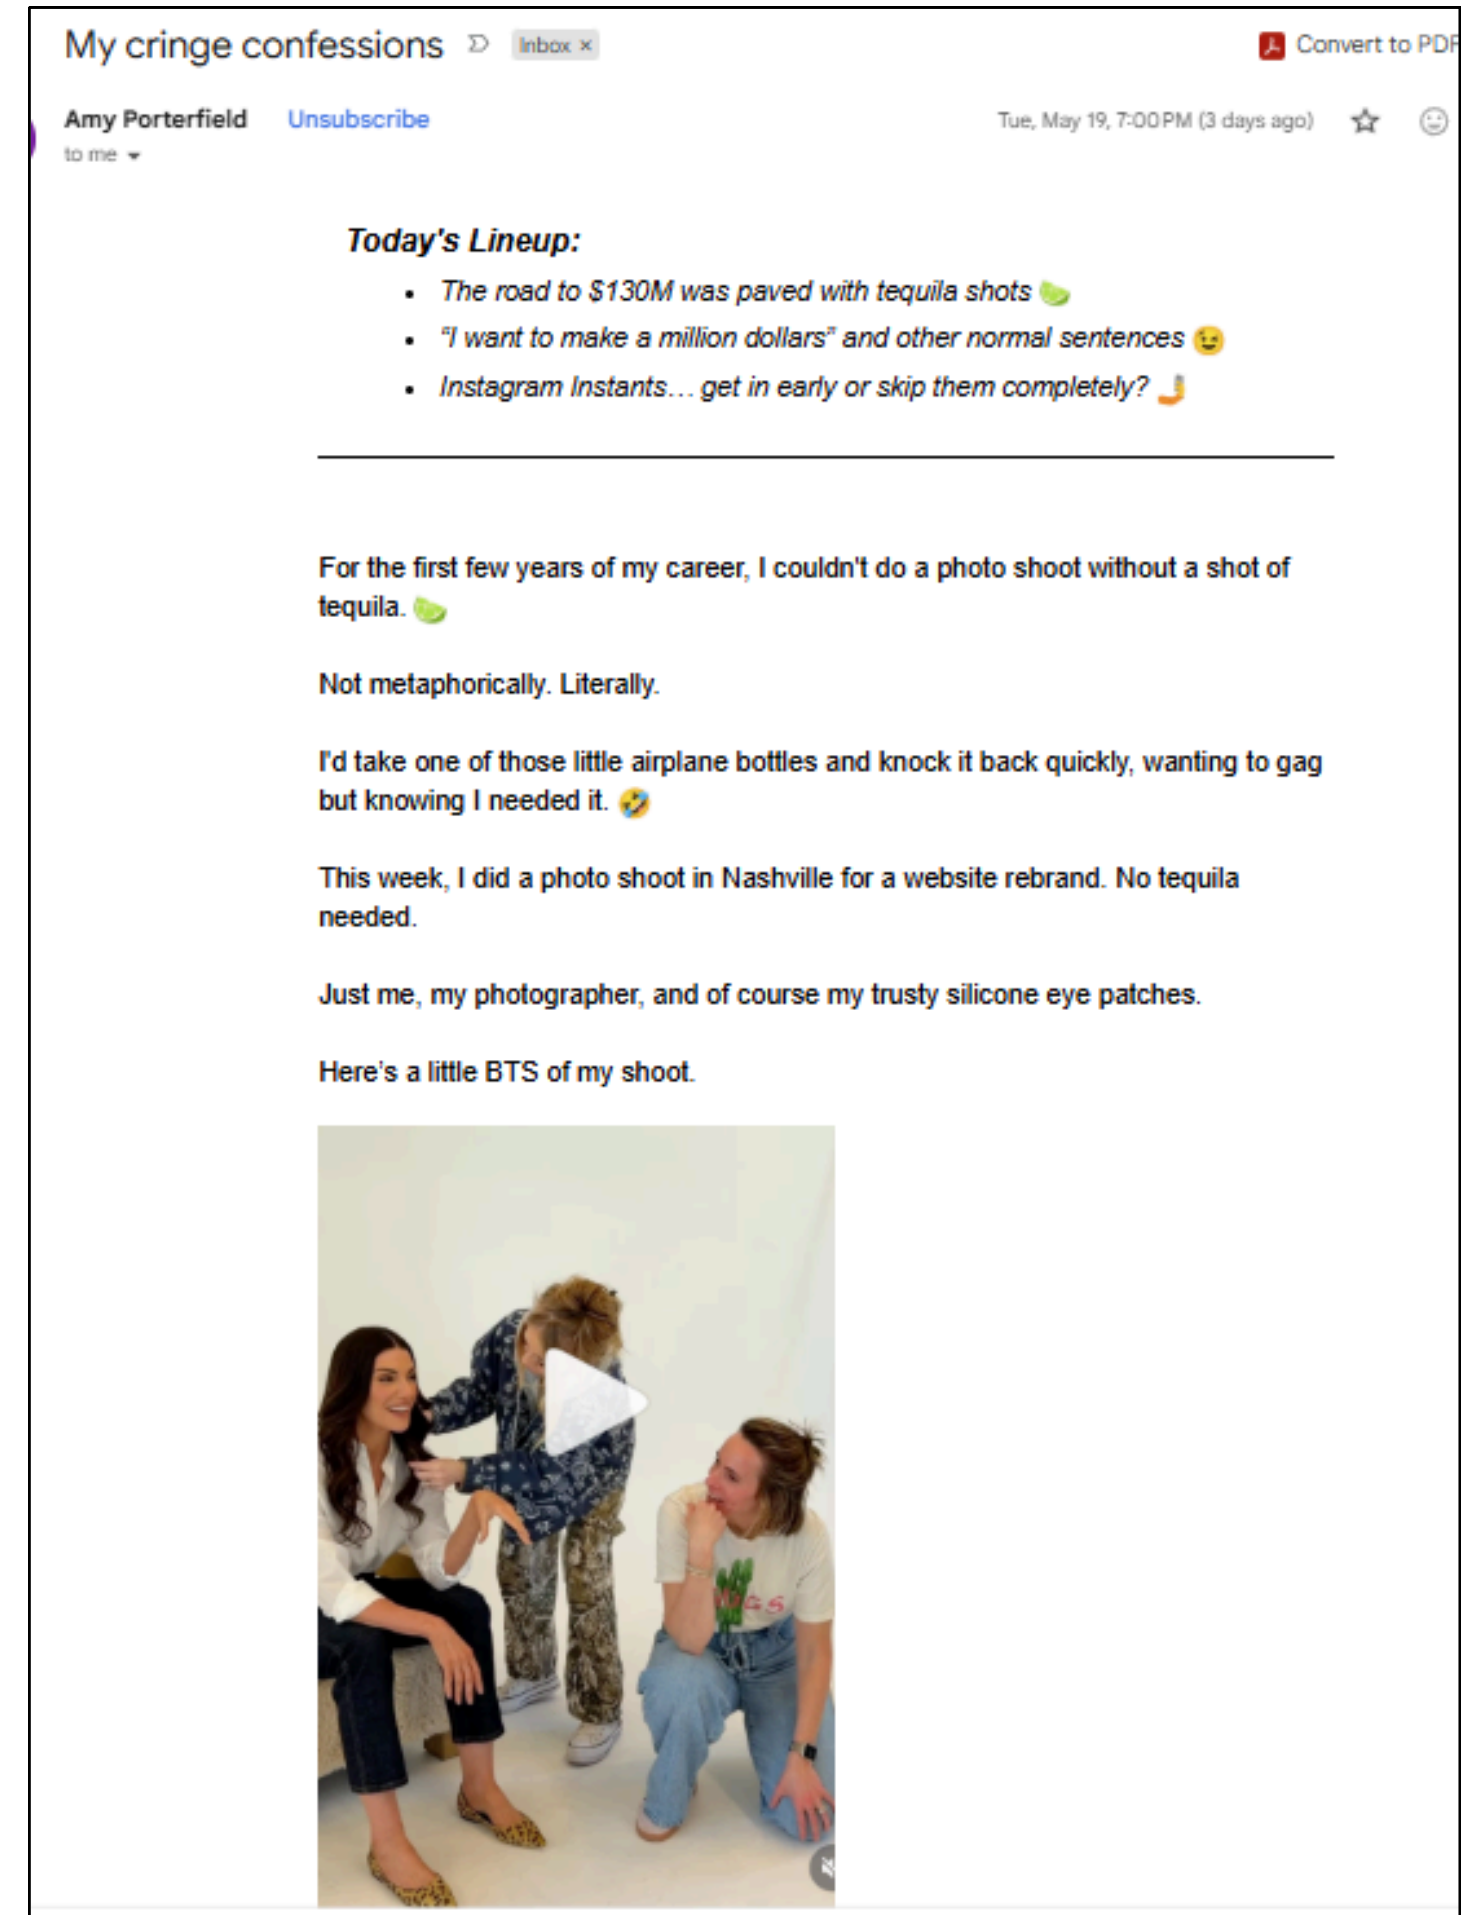 My cringe confessions Inbox × Convert to PDF
Amy Porterfield Unsubscribe Tue, May 19, 7:00 PM (3 days ago)
to me
Today's Lineup:
• The road to $130M was paved with tequila shots 🍋‍🟩
• “I want to make a million dollars” and other normal sentences 😉
• Instagram Instants… get in early or skip them completely? 🤳
For the first few years of my career, I couldn't do a photo shoot without a shot of
tequila. 🍋‍🟩
Not metaphorically. Literally.
I'd take one of those little airplane bottles and knock it back quickly, wanting to gag
but knowing I needed it. 🤣
This week, I did a photo shoot in Nashville for a website rebrand. No tequila
needed.
Just me, my photographer, and of course my trusty silicone eye patches.
Here's a little BTS of my shoot.